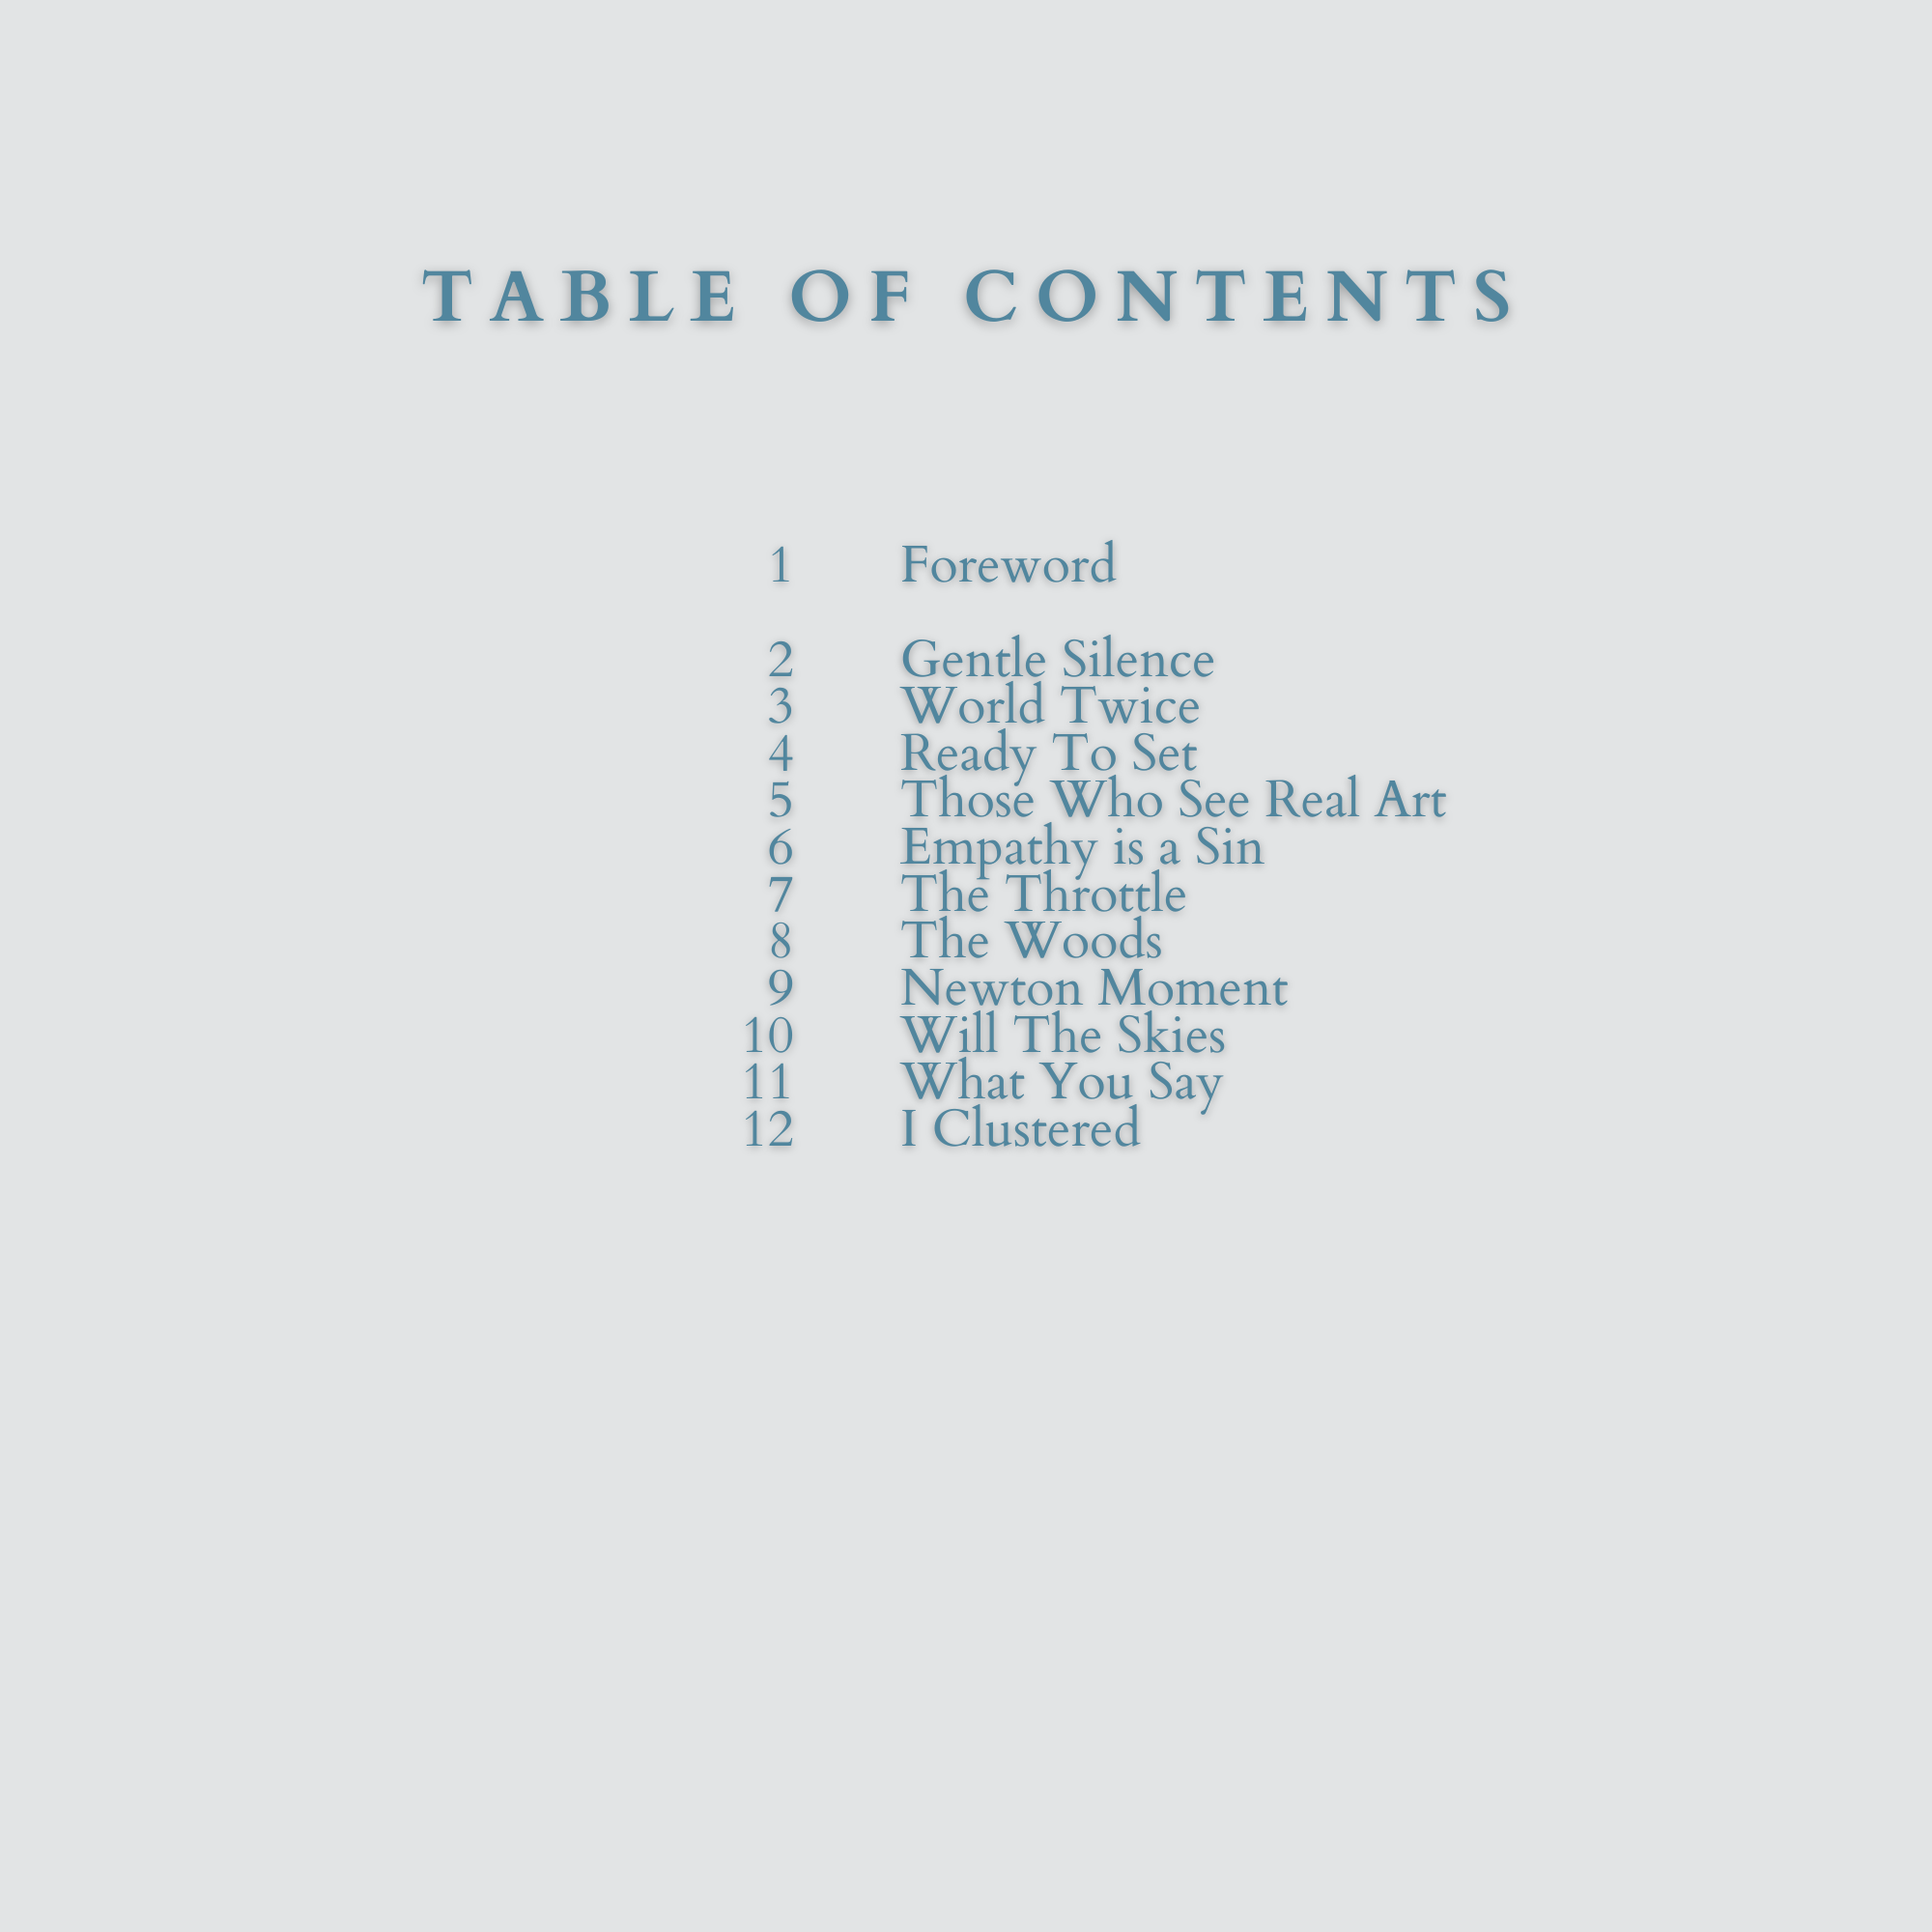 TABLE OF CONTENTS
1 Foreword
2 Gentle Silence
3 World Twice
4 Ready To Set
5 Those Who See Real Art
6 Empathy is a Sin
7 The Throttle
8 The Woods
9 Newton Moment
10 Will The Skies
11 What You Say
12 I Clustered